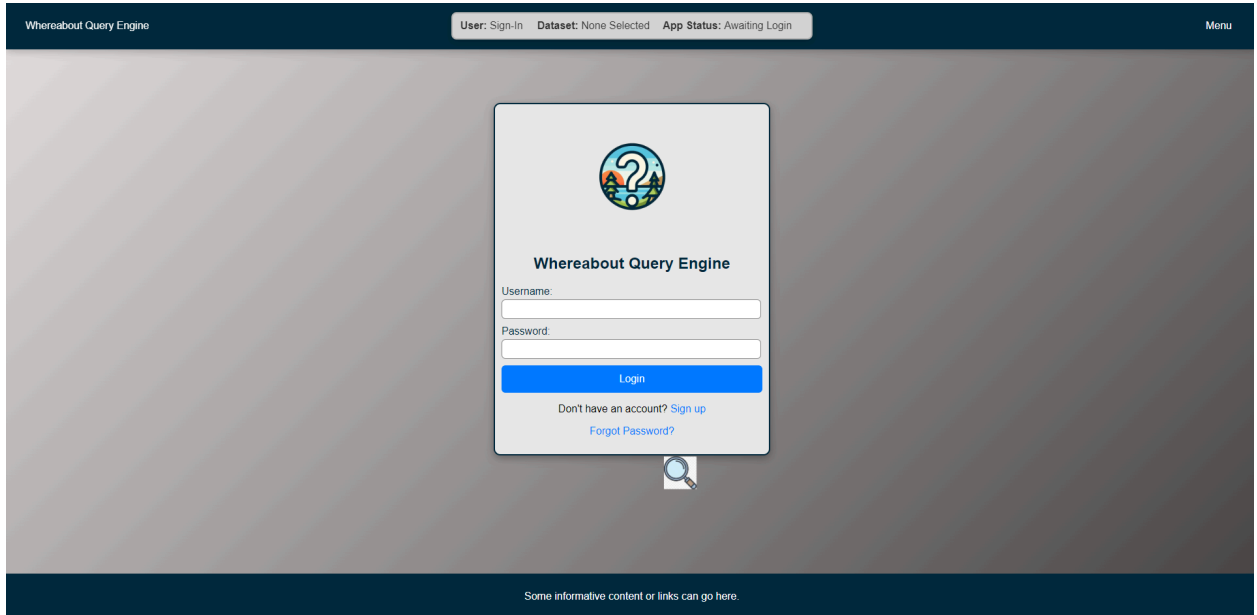 Whereabout Query Engine
User: Sign-In Dataset: None Selected App Status: Awaiting Login
Menu
?
Whereabout Query Engine
Username:
Password:
Login
Don't have an account? Sign up
Forgot Password?
Some informative content or links can go here.